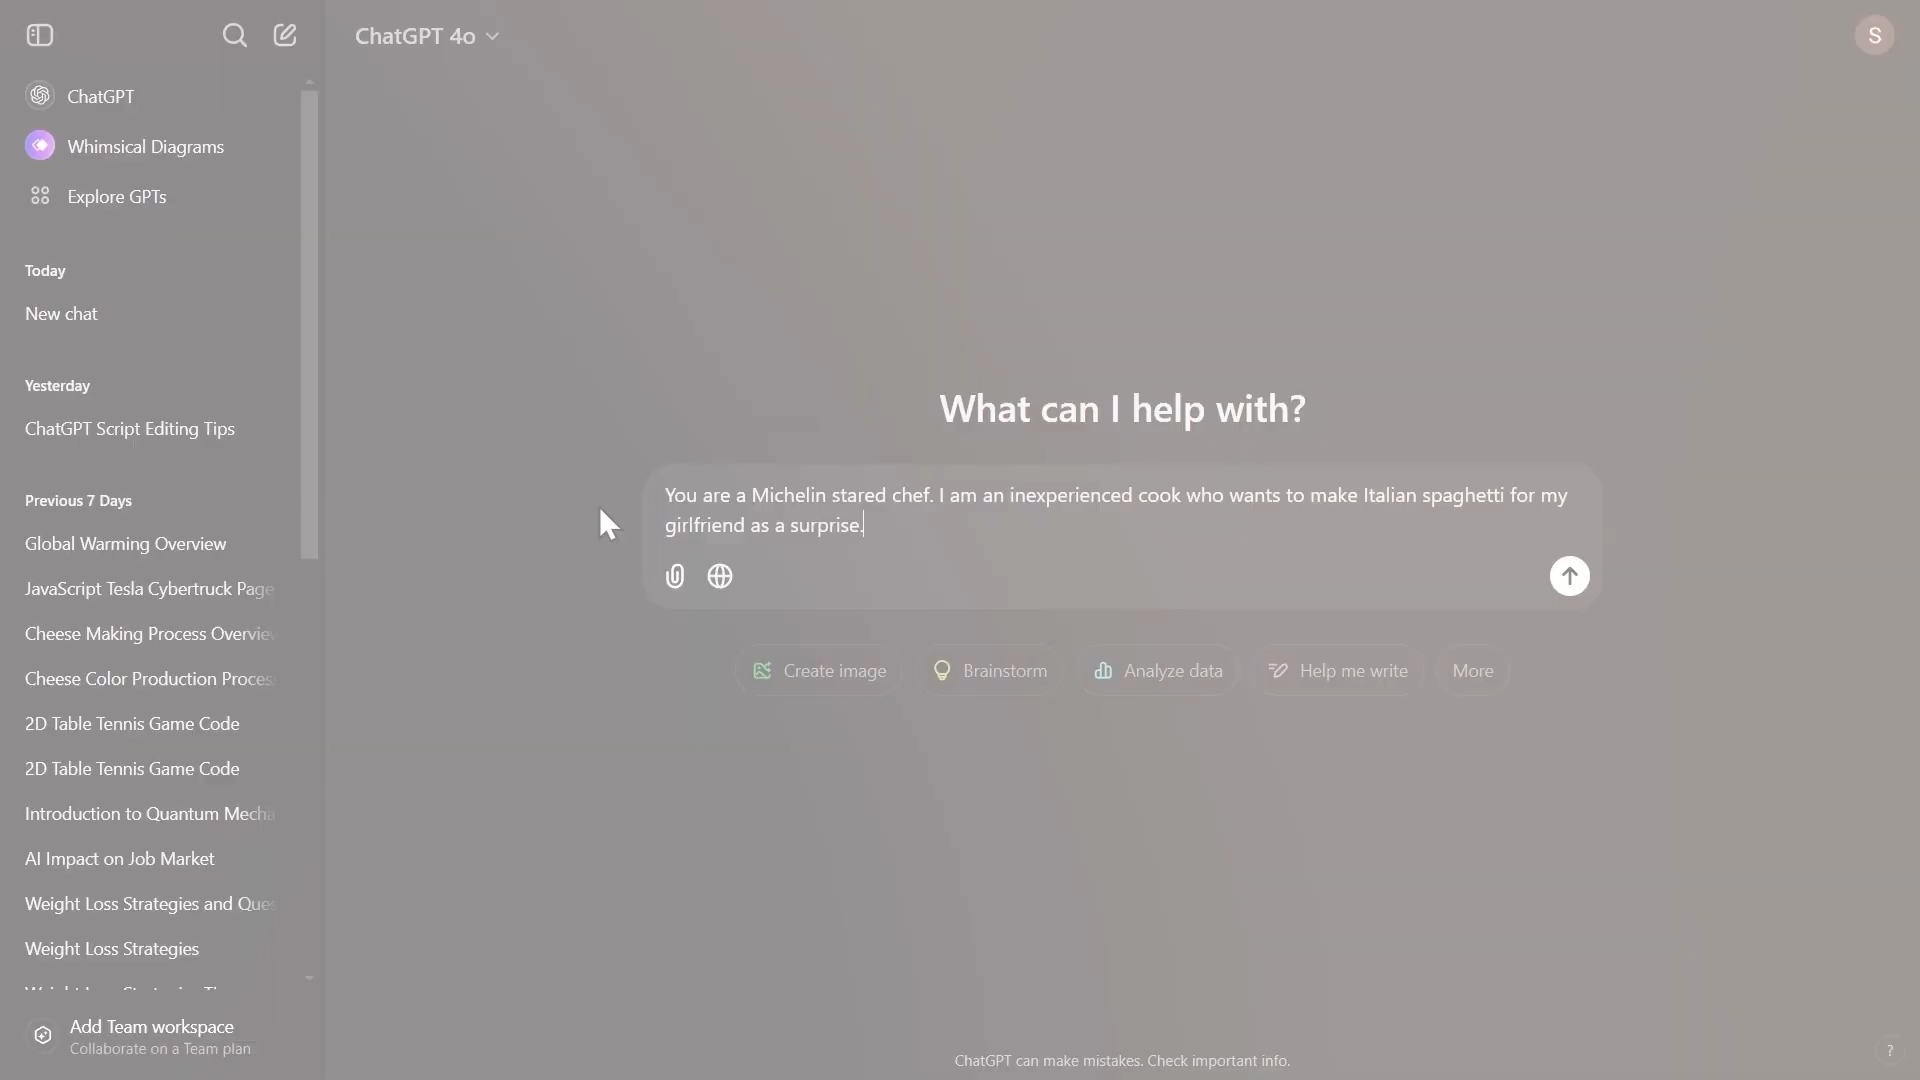 ChatGPT 4o
S
ChatGPT
Whimsical Diagrams
Explore GPTs
Today
New chat
Yesterday
ChatGPT Script Editing Tips
Previous 7 Days
Global Warming Overview
JavaScript Tesla Cybertruck Page
Cheese Making Process Overview
Cheese Color Production Process
2D Table Tennis Game Code
2D Table Tennis Game Code
Introduction to Quantum Mecha
AI Impact on Job Market
Weight Loss Strategies and Ques
Weight Loss Strategies
Add Team workspace
Collaborate on a Team plan
What can I help with?
You are a Michelin stared chef. I am an inexperienced cook who wants to make Italian spaghetti for my
girlfriend as a surprise.
Create image
Brainstorm
Analyze data
Help me write
More
ChatGPT can make mistakes. Check important info.
?